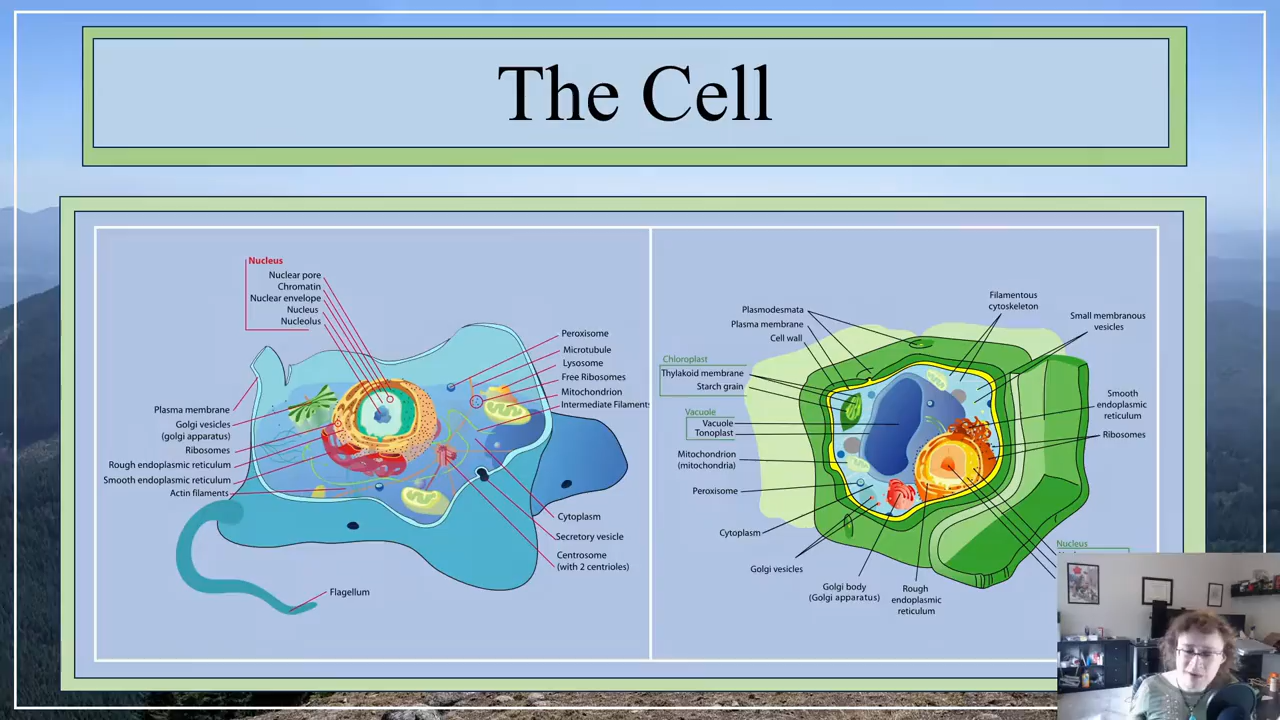 The Cell
Nucleus
Nuclear pore
Chromatin
Nuclear envelope
Nucleus
Nucleolus
Plasma membrane
Golgi vesicles
(golgi apparatus)
Ribosomes
Rough endoplasmic reticulum
Smooth endoplasmic reticulum
Actin filaments
Peroxisome
Microtubule
Lysosome
Free Ribosomes
Mitochondrion
Intermediate Filaments
Cytoplasm
Secretory vesicle
Centrosome
(with 2 centrioles)
Flagellum
Plasmodesmata
Plasma membrane
Cell wall
Chloroplast
Thylakoid membrane
Starch grain
Vacuole
Vacuole
Tonoplast
Mitochondrion
(mitochondria)
Peroxisome
Cytoplasm
Golgi vesicles
Golgi body
(Golgi apparatus)
Rough
endoplasmic
reticulum
Filamentous
cytoskeleton
Small membranous
vesicles
Smooth
endoplasmic
reticulum
Ribosomes
Nucleus